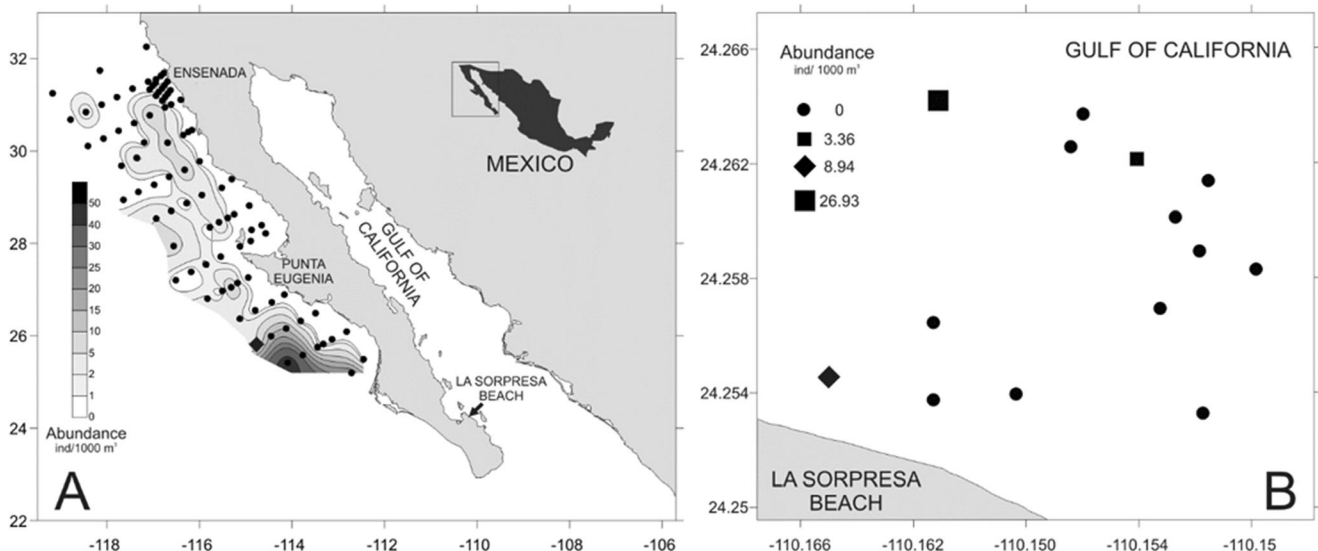 32
30
28
26
24
22
-118
-116
-114
-112
-110
-108
-106
ENSENADA
MEXICO
GULF OF
CALIFORNIA
PUNTA
EUGENIA
LA SORPRESA
BEACH
50
40
30
25
20
15
10
5
2
1
0
Abundance
ind/1000 m³
A
24.266
24.262
24.258
24.254
24.25
-110.166
-110.162
-110.150
-110.154
-110.15
Abundance
ind/ 1000 m³
0
3.36
8.94
26.93
GULF OF CALIFORNIA
LA SORPRESA
BEACH
B